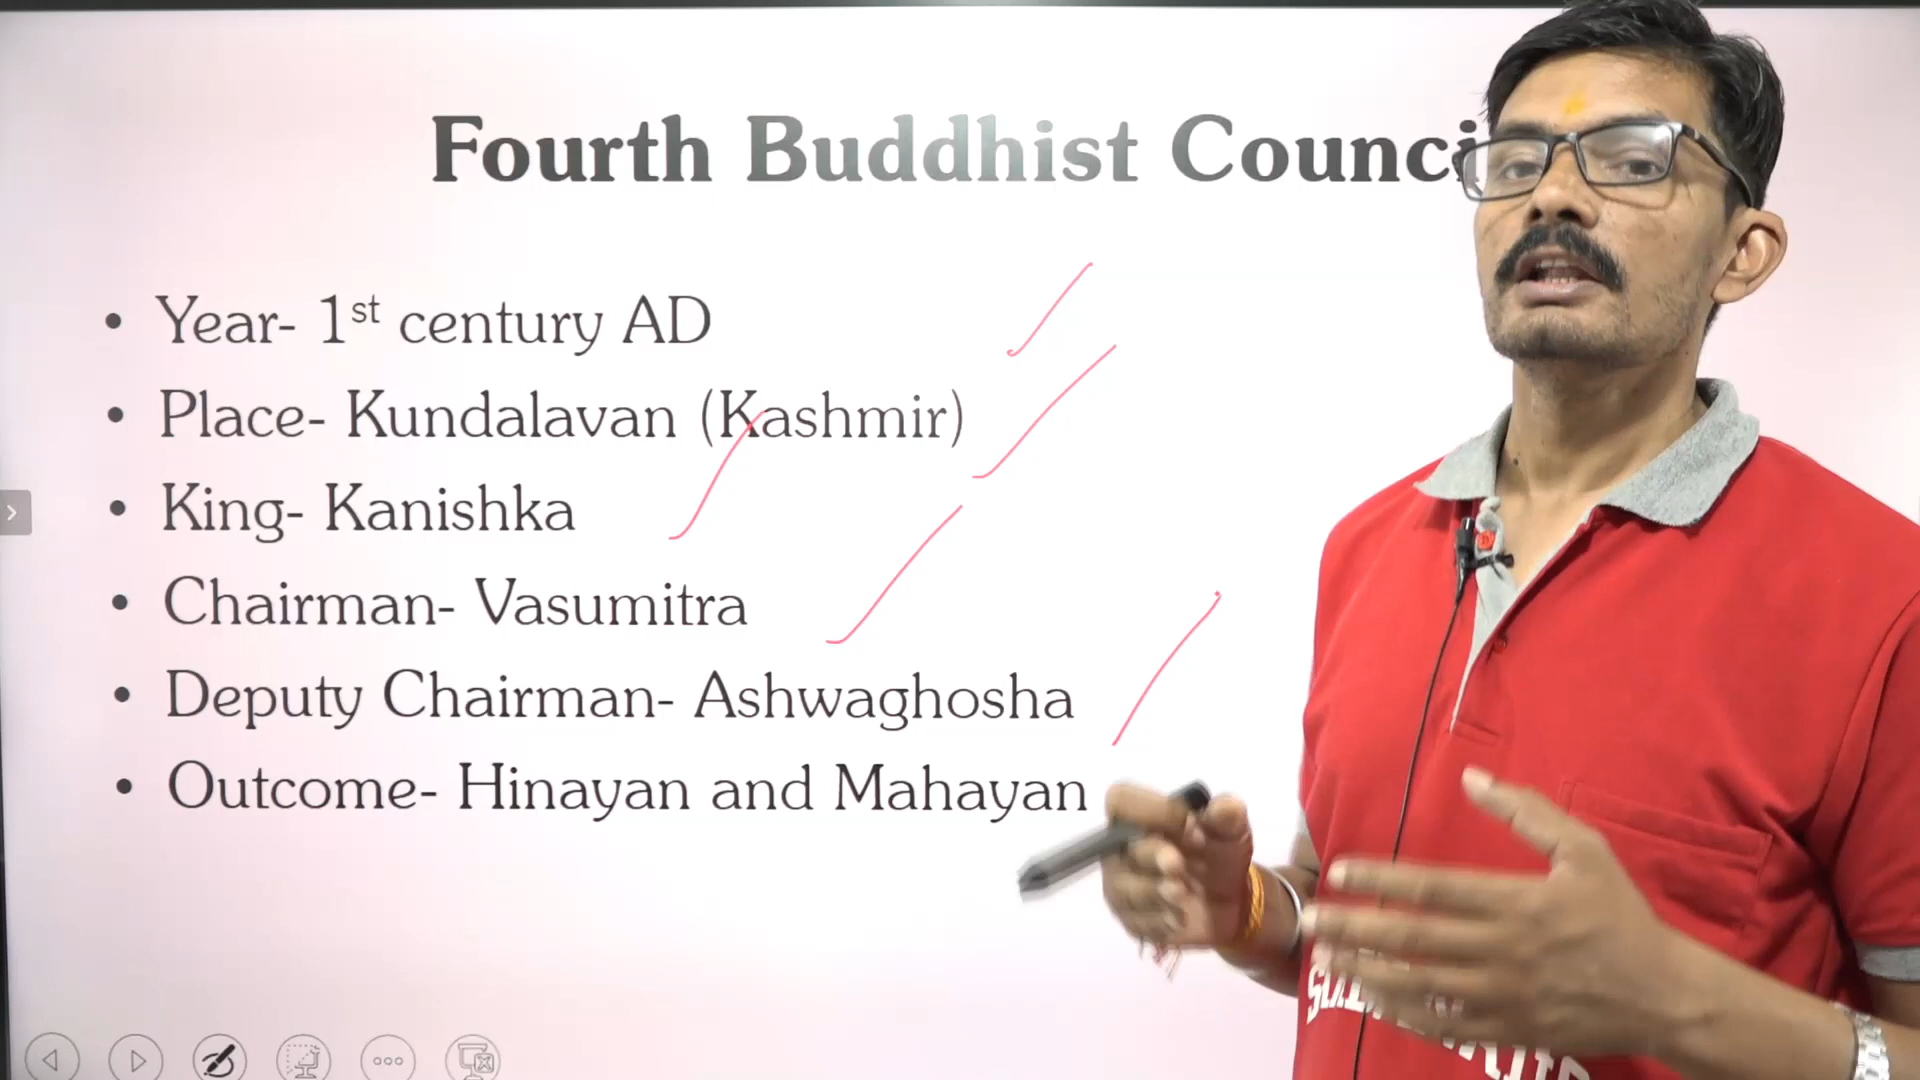 Fourth Buddhist Counci
• Year- 1st century AD
• Place- Kundalavan (Kashmir)
• King- Kanishka
• Chairman- Vasumitra
• Deputy Chairman- Ashwaghosha
• Outcome- Hinayan and Mahayan